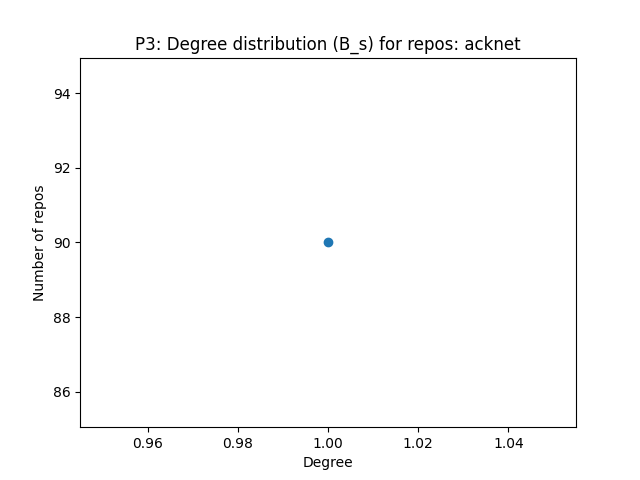 P3: Degree distribution (B_s) for repos: acknet
94
92
90
88
86
Number of repos
0.96 0.98 1.00 1.02 1.04
Degree